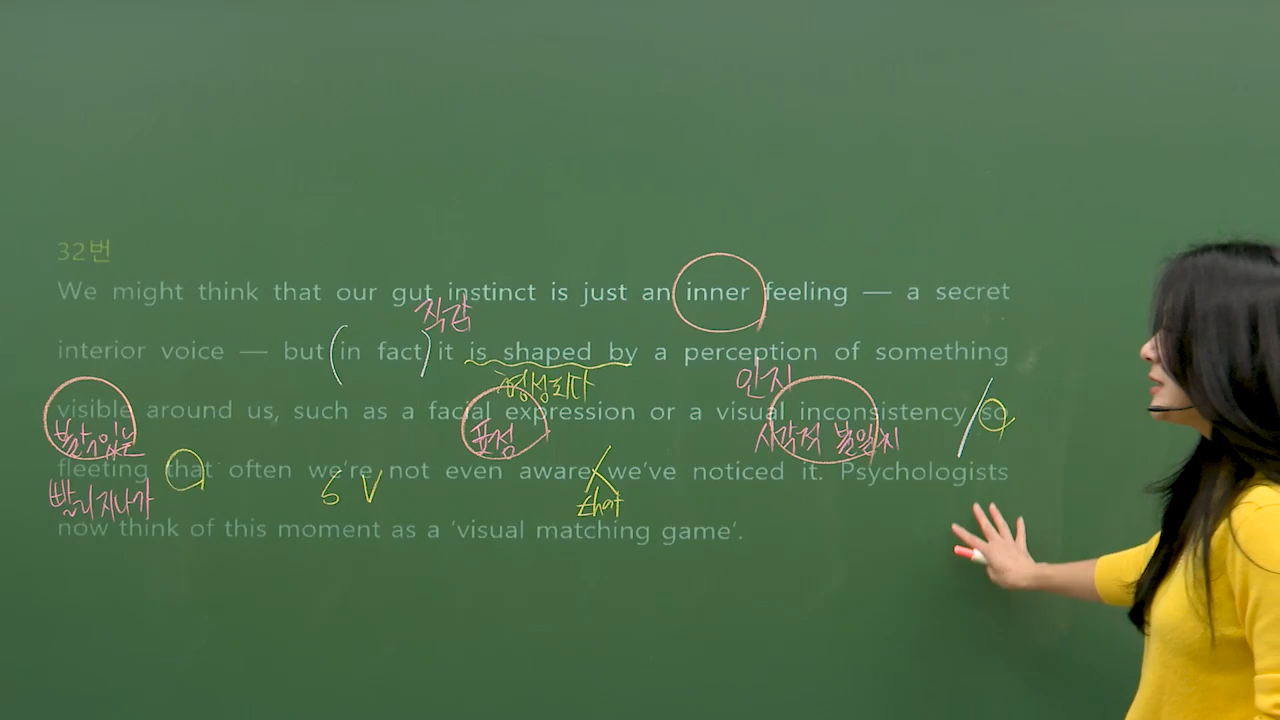 32번
We might think that our gut instinct is just an inner feeling — a secret
직감
interior voice — but (in fact) it is shaped by a perception of something
형성되다
인지
visible around us, such as a facial expression or a visual inconsistency / so
볼 수 있는
표정
시각적 불일치
fleeting that often we're not even aware we've noticed it. Psychologists
빨리 지나가
S V
that
now think of this moment as a ‘visual matching game’.